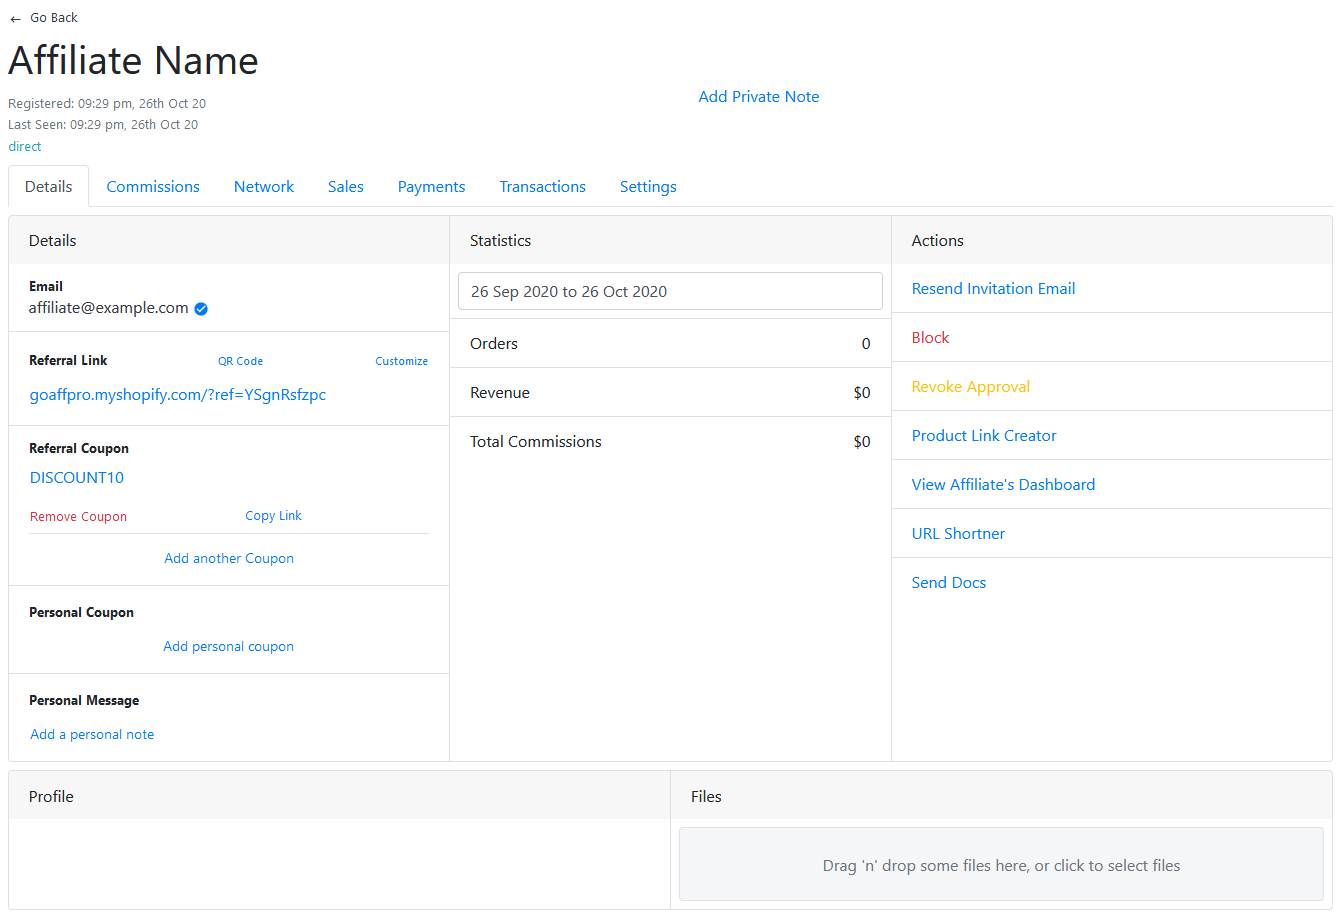 ← Go Back
Affiliate Name
Registered: 09:29 pm, 26th Oct 20
Last Seen: 09:29 pm, 26th Oct 20
direct
Add Private Note
Details Commissions Network Sales Payments Transactions Settings
Details
Email
affiliate@example.com
Referral Link QR Code Customize
goaffpro.myshopify.com/?ref=YSgnRsfzpc
Referral Coupon
DISCOUNT10
Remove Coupon Copy Link
Add another Coupon
Personal Coupon
Add personal coupon
Personal Message
Add a personal note
Statistics
26 Sep 2020 to 26 Oct 2020
Orders 0
Revenue $0
Total Commissions $0
Actions
Resend Invitation Email
Block
Revoke Approval
Product Link Creator
View Affiliate's Dashboard
URL Shortner
Send Docs
Profile
Files
Drag 'n' drop some files here, or click to select files